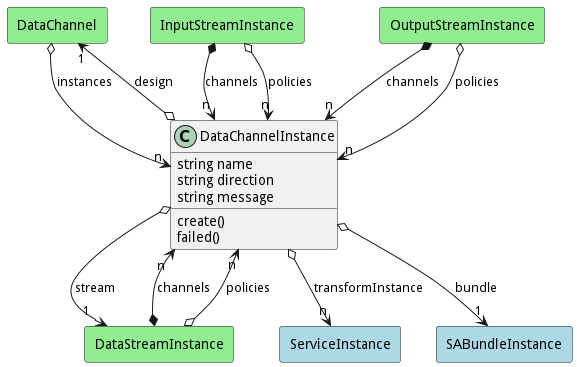 DataChannel
InputStreamInstance
OutputStreamInstance
1
instances
design
channels
policies
channels
policies
n
n
n
n
n
C DataChannelInstance
string name
string direction
string message
create()
failed()
n
n
stream
channels
policies
transformInstance
bundle
1
n
1
DataStreamInstance
ServiceInstance
SABundleInstance